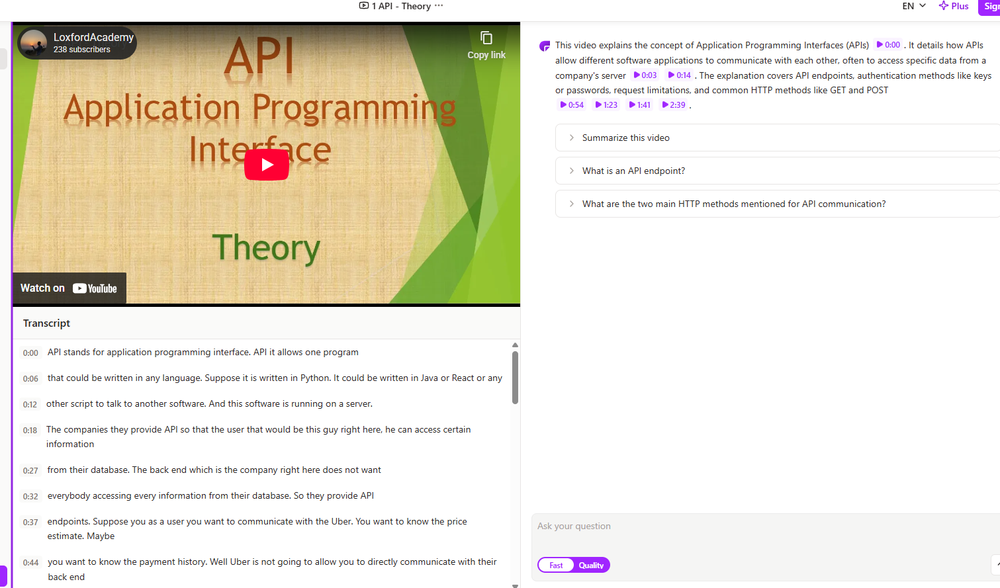 1 API - Theory ···
EN
Plus
Sign
LoxfordAcademy
238 subscribers
Copy link
API
Application Programming
Interface
Theory
Watch on YouTube
Transcript
0:00 API stands for application programming interface. API it allows one program
0:06 that could be written in any language. Suppose it is written in Python. It could be written in Java or React or any
0:12 other script to talk to another software. And this software is running on a server.
0:18 The companies they provide API so that the user that would be this guy right here, he can access certain
information
0:27 from their database. The back end which is the company right here does not want
0:32 everybody accessing every information from their database. So they provide API
0:37 endpoints. Suppose you as a user you want to communicate with the Uber. You want to know the price
estimate. Maybe
0:44 you want to know the payment history. Well Uber is not going to allow you to directly communicate with their
back end
This video explains the concept of Application Programming Interfaces (APIs) 0:00 . It details how APIs
allow different software applications to communicate with each other, often to access specific data from a
company's server 0:03 0:14 . The explanation covers API endpoints, authentication methods like keys
or passwords, request limitations, and common HTTP methods like GET and POST
0:54 1:23 1:41 2:39 .
Summarize this video
What is an API endpoint?
What are the two main HTTP methods mentioned for API communication?
Ask your question
Fast Quality